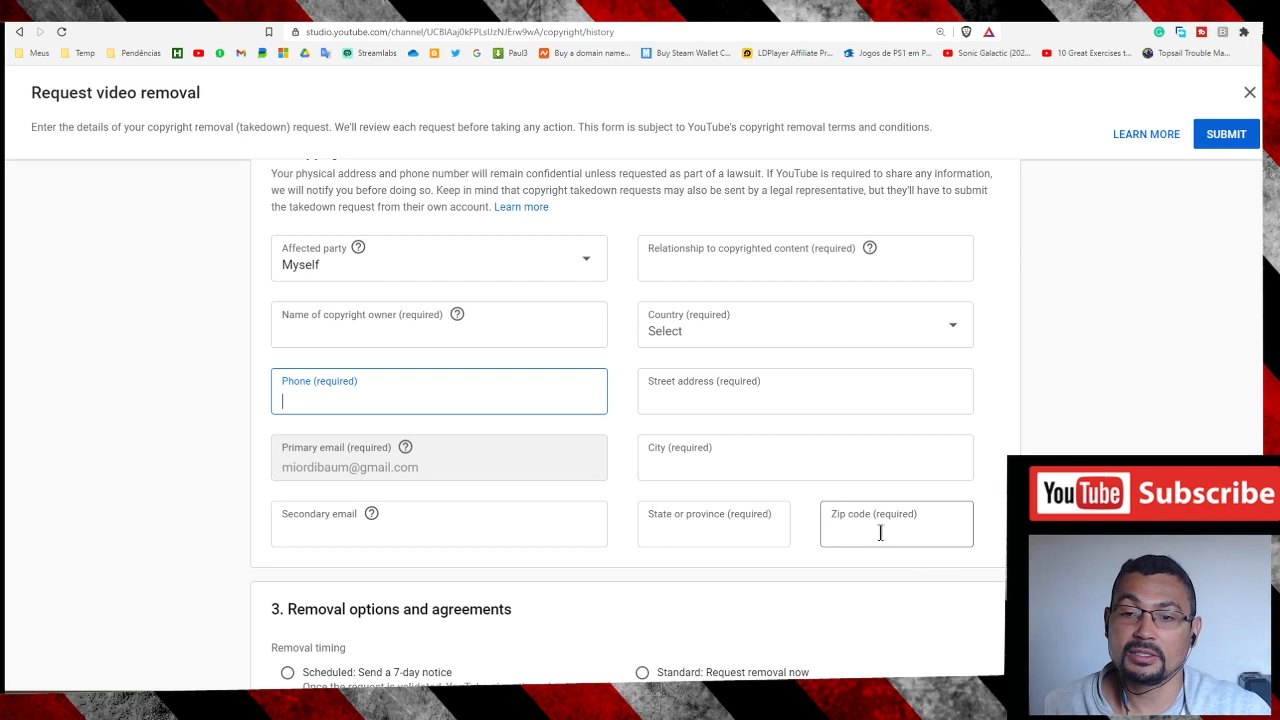 studio.youtube.com/channel/UCBlAaj0kFPLsIJzNJErw9wA/copyright/history
Meus Temp Pendências Streamlabs Paul3 Buy a domain name... Buy Steam Wallet C... LDPlayer Affiliate Pr... Jogos de PS1 em P... Sonic Galactic (202... 10 Great Exercises t... Topsail Trouble Ma...
Request video removal
Enter the details of your copyright removal (takedown) request. We'll review each request before taking any action. This form is subject to YouTube's copyright removal terms and conditions.
LEARN MORE SUBMIT
Your physical address and phone number will remain confidential unless requested as part of a lawsuit. If YouTube is required to share any information,
we will notify you before doing so. Keep in mind that copyright takedown requests may also be sent by a legal representative, but they'll have to submit
the takedown request from their own account. Learn more
Affected party
Myself
Relationship to copyrighted content (required)
Name of copyright owner (required)
Country (required)
Select
Phone (required)
Street address (required)
Primary email (required)
miordibaum@gmail.com
City (required)
Secondary email
State or province (required)
Zip code (required)
3. Removal options and agreements
Removal timing
Scheduled: Send a 7-day notice
Standard: Request removal now
YouTube Subscribe